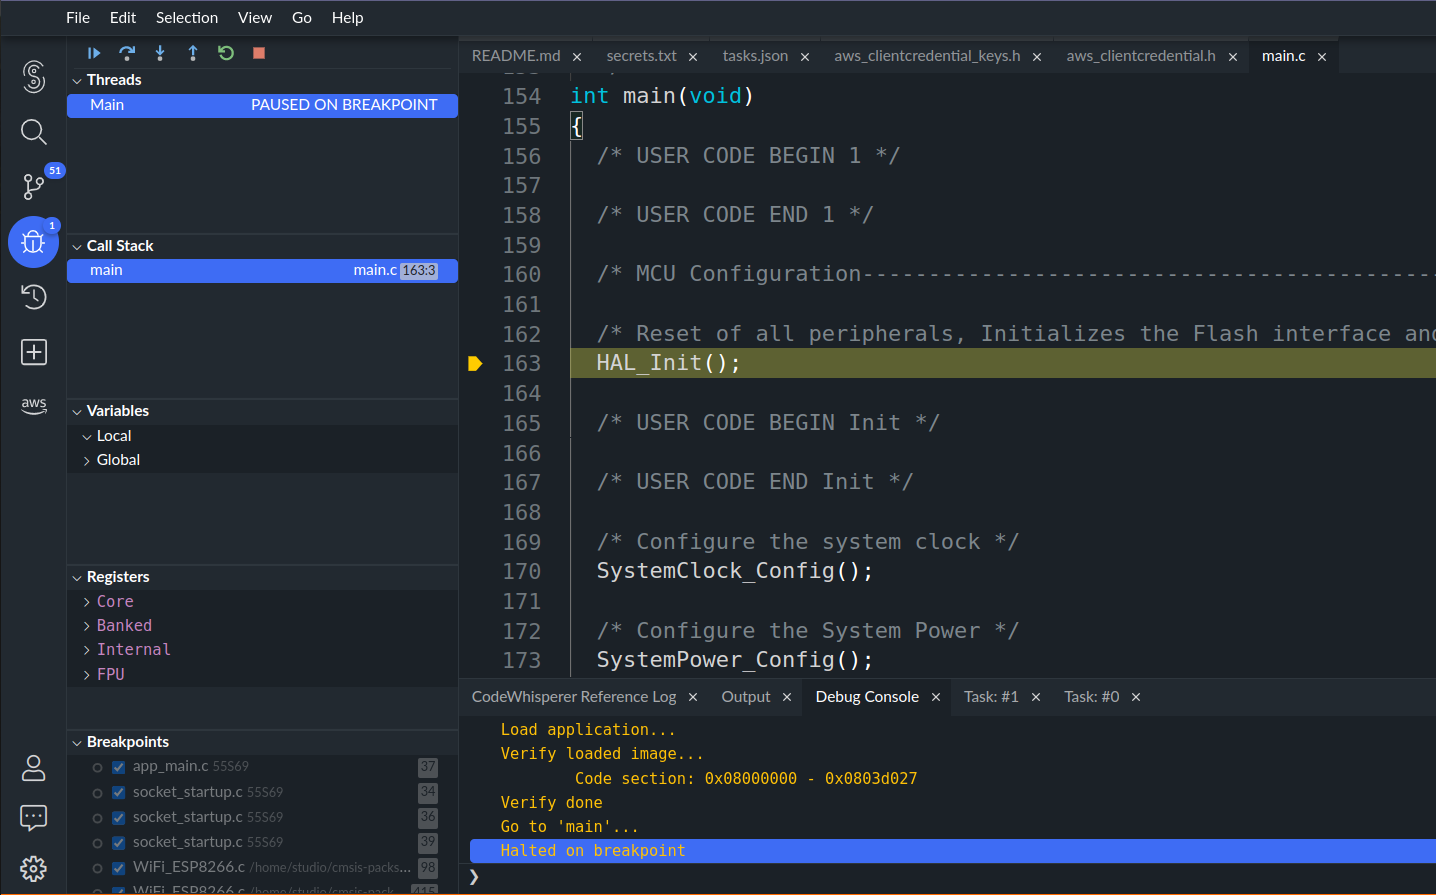 File Edit Selection View Go Help
README.md × secrets.txt × tasks.json × aws_clientcredential_keys.h × aws_clientcredential.h × main.c ×
Threads
Main PAUSED ON BREAKPOINT
51
1
aws
Call Stack
main main.c 163:3
Variables
Local
Global
Registers
Core
Banked
Internal
FPU
Breakpoints
app_main.c 55S69 37
socket_startup.c 55S69 34
socket_startup.c 55S69 36
socket_startup.c 55S69 39
WiFi_ESP8266.c /home/studio/cmsis-packs... 98
WiFi_ESP8266.c /home/studio/cmsis-pack 415
154 int main(void)
155 {
156 /* USER CODE BEGIN 1 */
157
158 /* USER CODE END 1 */
159
160 /* MCU Configuration--------------------------------------------
161
162 /* Reset of all peripherals, Initializes the Flash interface and
163 HAL_Init();
164
165 /* USER CODE BEGIN Init */
166
167 /* USER CODE END Init */
168
169 /* Configure the system clock */
170 SystemClock_Config();
171
172 /* Configure the System Power */
173 SystemPower_Config();
CodeWhisperer Reference Log × Output × Debug Console × Task: #1 × Task: #0 ×
Load application...
Verify loaded image...
Code section: 0x08000000 - 0x0803d027
Verify done
Go to 'main'...
Halted on breakpoint
❯